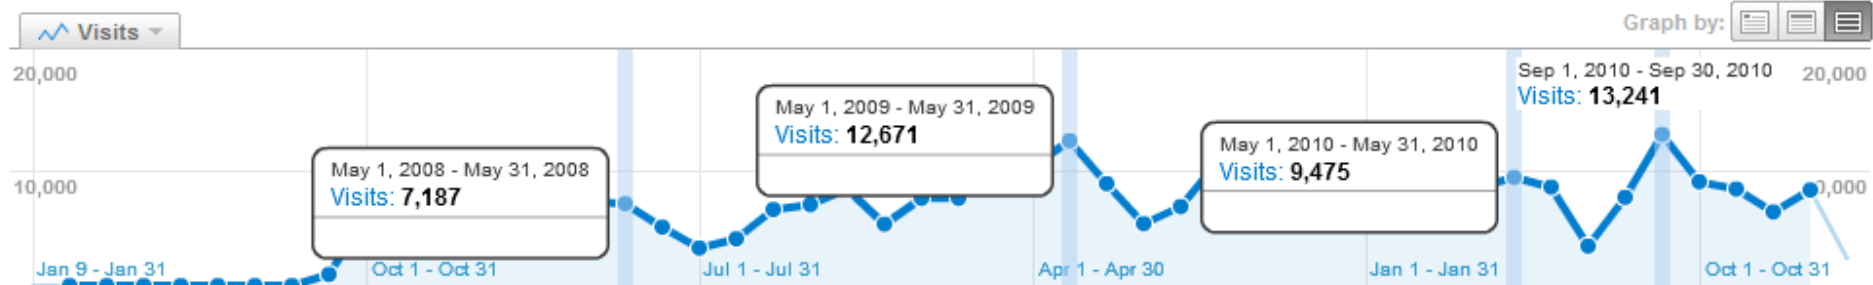 Visits
Graph by:
20,000
20,000
Sep 1, 2010 - Sep 30, 2010
Visits: 13,241
May 1, 2009 - May 31, 2009
Visits: 12,671
May 1, 2010 - May 31, 2010
Visits: 9,475
May 1, 2008 - May 31, 2008
Visits: 7,187
10,000
0,000
Jan 9 - Jan 31
Oct 1 - Oct 31
Jul 1 - Jul 31
Apr 1 - Apr 30
Jan 1 - Jan 31
Oct 1 - Oct 31